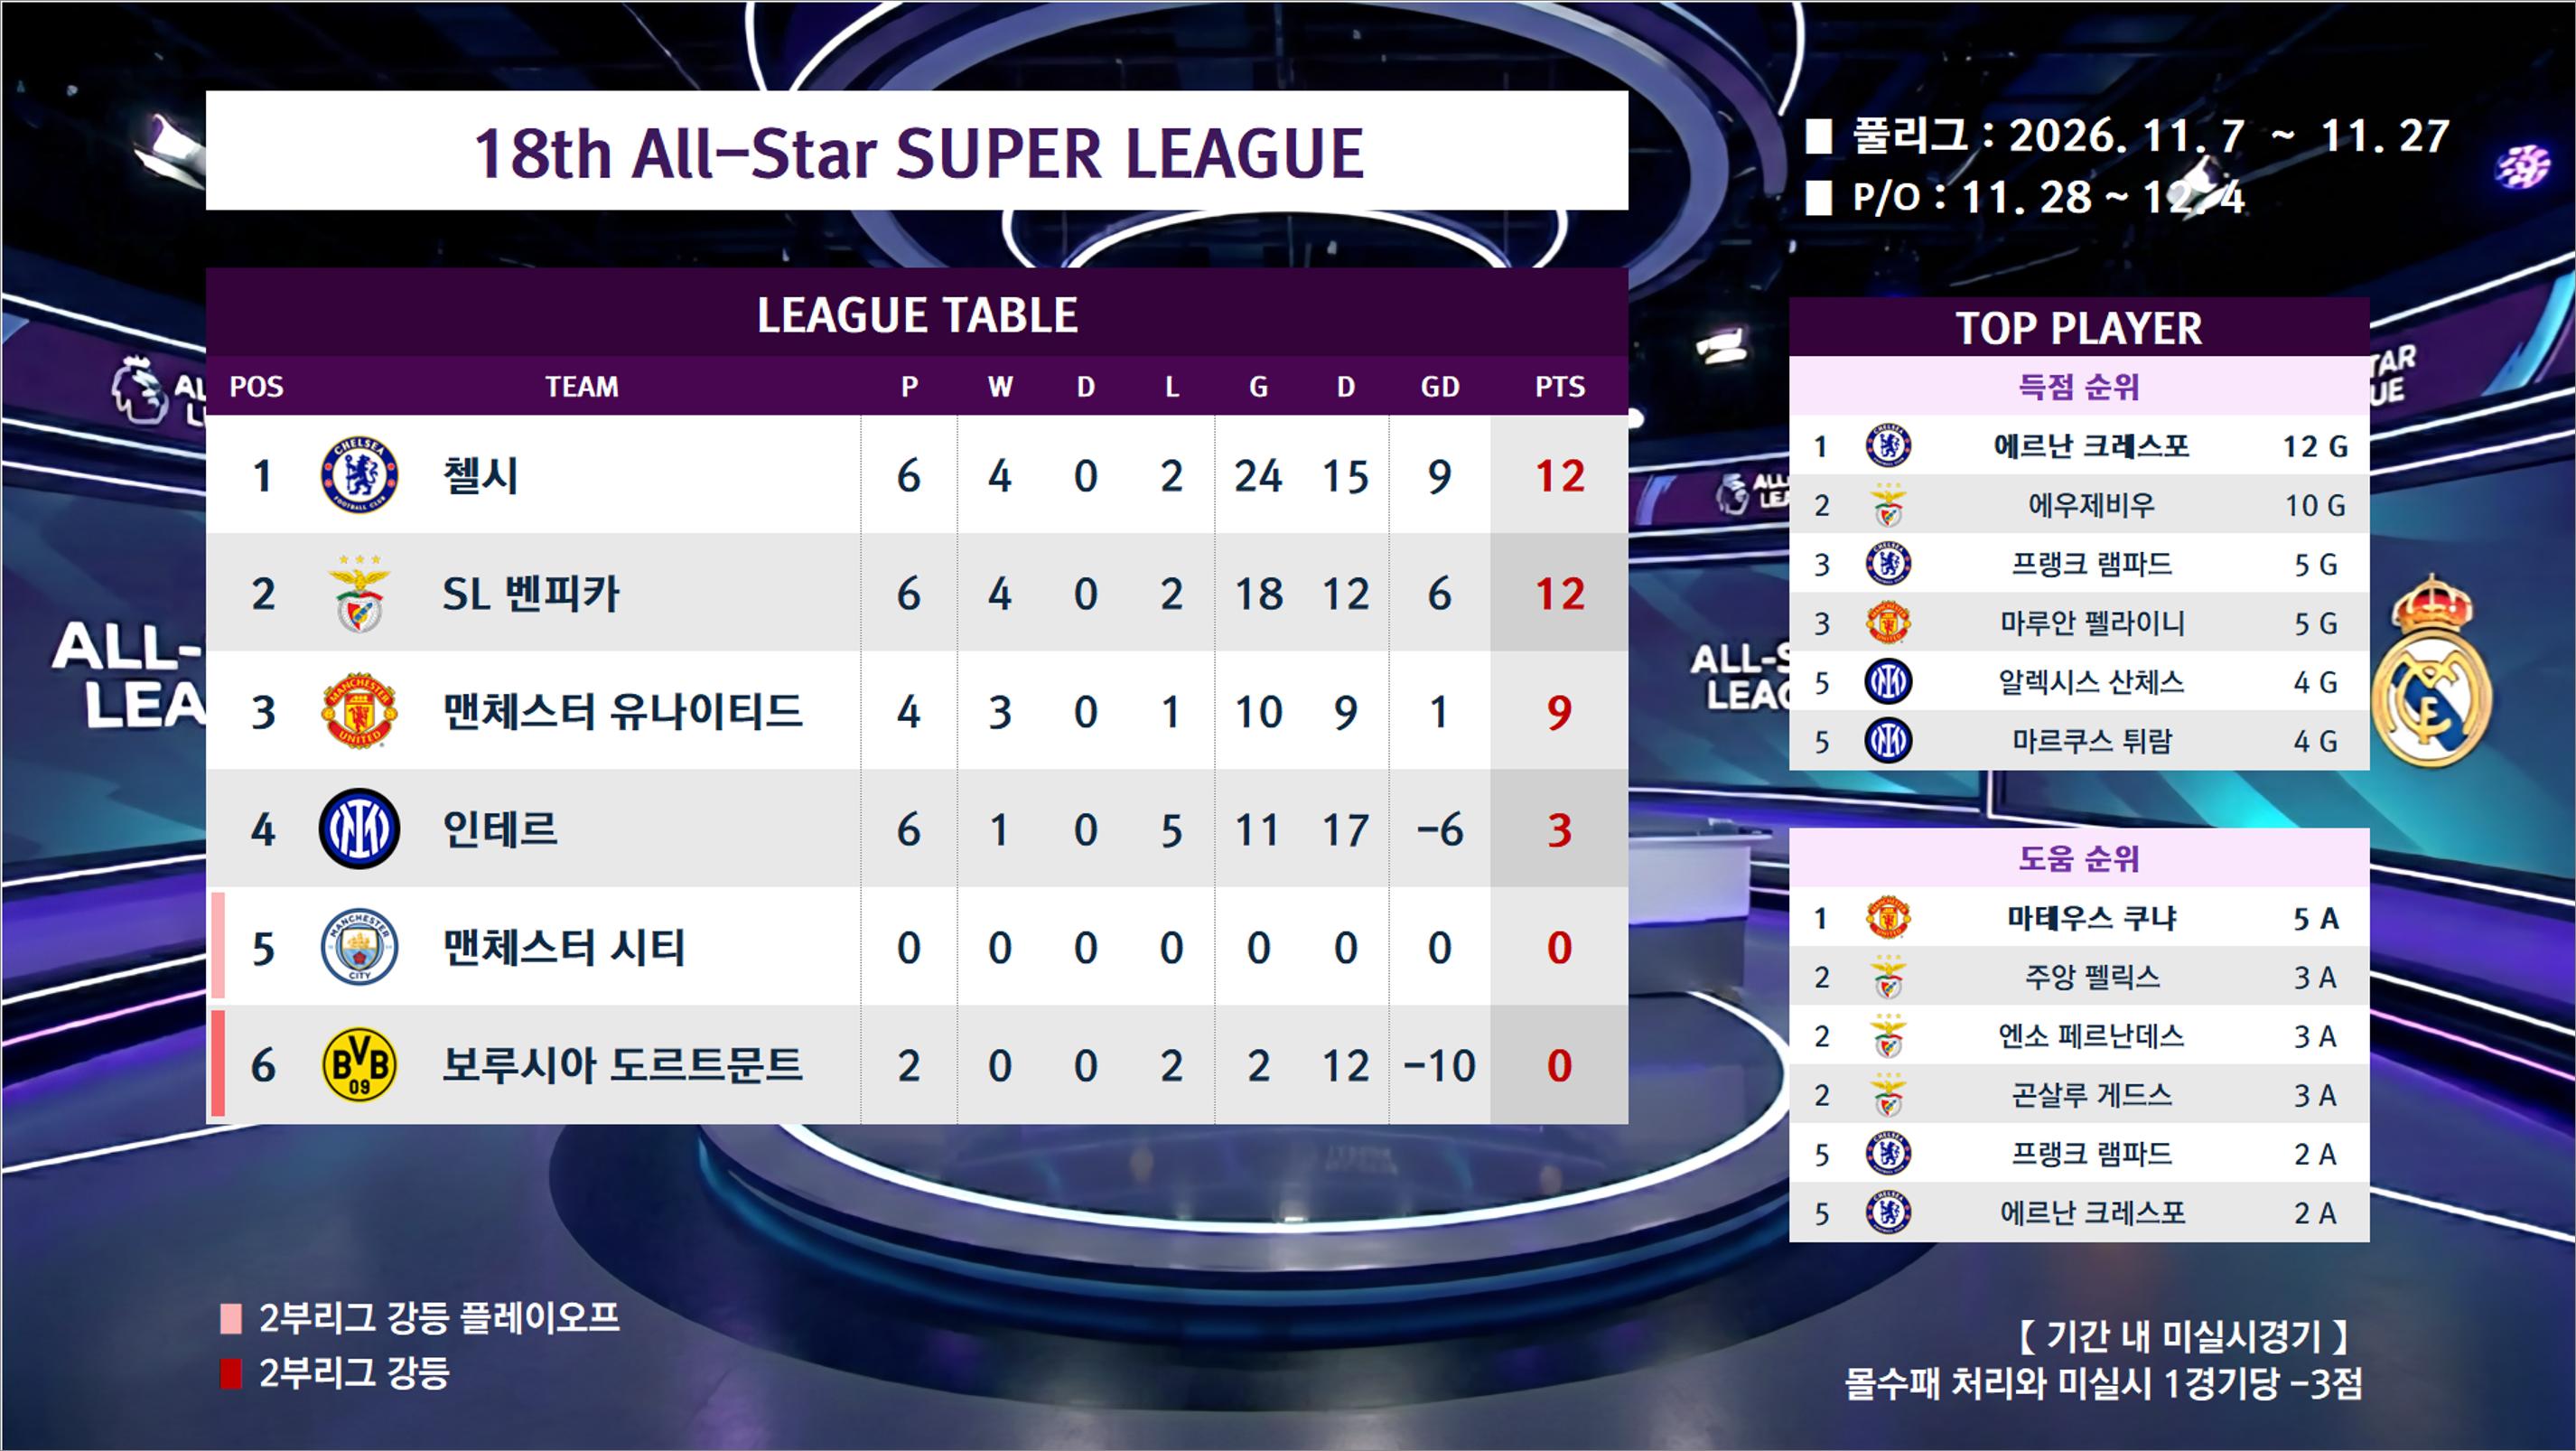 18th All-Star SUPER LEAGUE
■ 풀리그 : 2026. 11. 7 ~ 11. 27
■ P/O : 11. 28 ~ 12. 4
LEAGUE TABLE
POS TEAM P W D L G D GD PTS
1 첼시 6 4 0 2 24 15 9 12
2 SL 벤피카 6 4 0 2 18 12 6 12
3 맨체스터 유나이티드 4 3 0 1 10 9 1 9
4 인테르 6 1 0 5 11 17 -6 3
5 맨체스터 시티 0 0 0 0 0 0 0 0
6 보루시아 도르트문트 2 0 0 2 2 12 -10 0
TOP PLAYER
득점 순위
1 에르난 크레스포 12 G
2 에우제비우 10 G
3 프랭크 램파드 5 G
3 마루안 펠라이니 5 G
5 알렉시스 산체스 4 G
5 마르쿠스 튀람 4 G
도움 순위
1 마테우스 쿠냐 5 A
2 주앙 펠릭스 3 A
2 엔소 페르난데스 3 A
2 곤살루 게드스 3 A
5 프랭크 램파드 2 A
5 에르난 크레스포 2 A
2부리그 강등 플레이오프
2부리그 강등
【 기간 내 미실시경기 】
몰수패 처리와 미실시 1경기당 -3점
ALL-
LEA